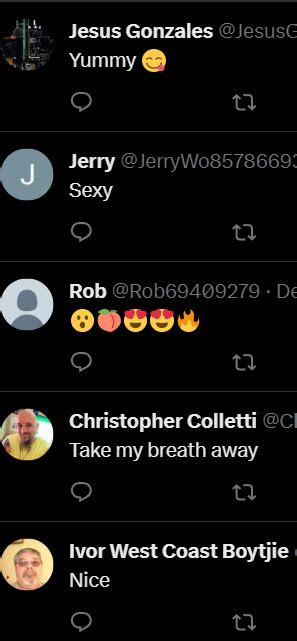 Jesus Gonzales @JesusG
Yummy 😋
J
Jerry @JerryWo85786693
Sexy
Rob @Rob69409279 · De
😮🍑😍😍🔥
Christopher Colletti @Cl
Take my breath away
Ivor West Coast Boytjie
Nice